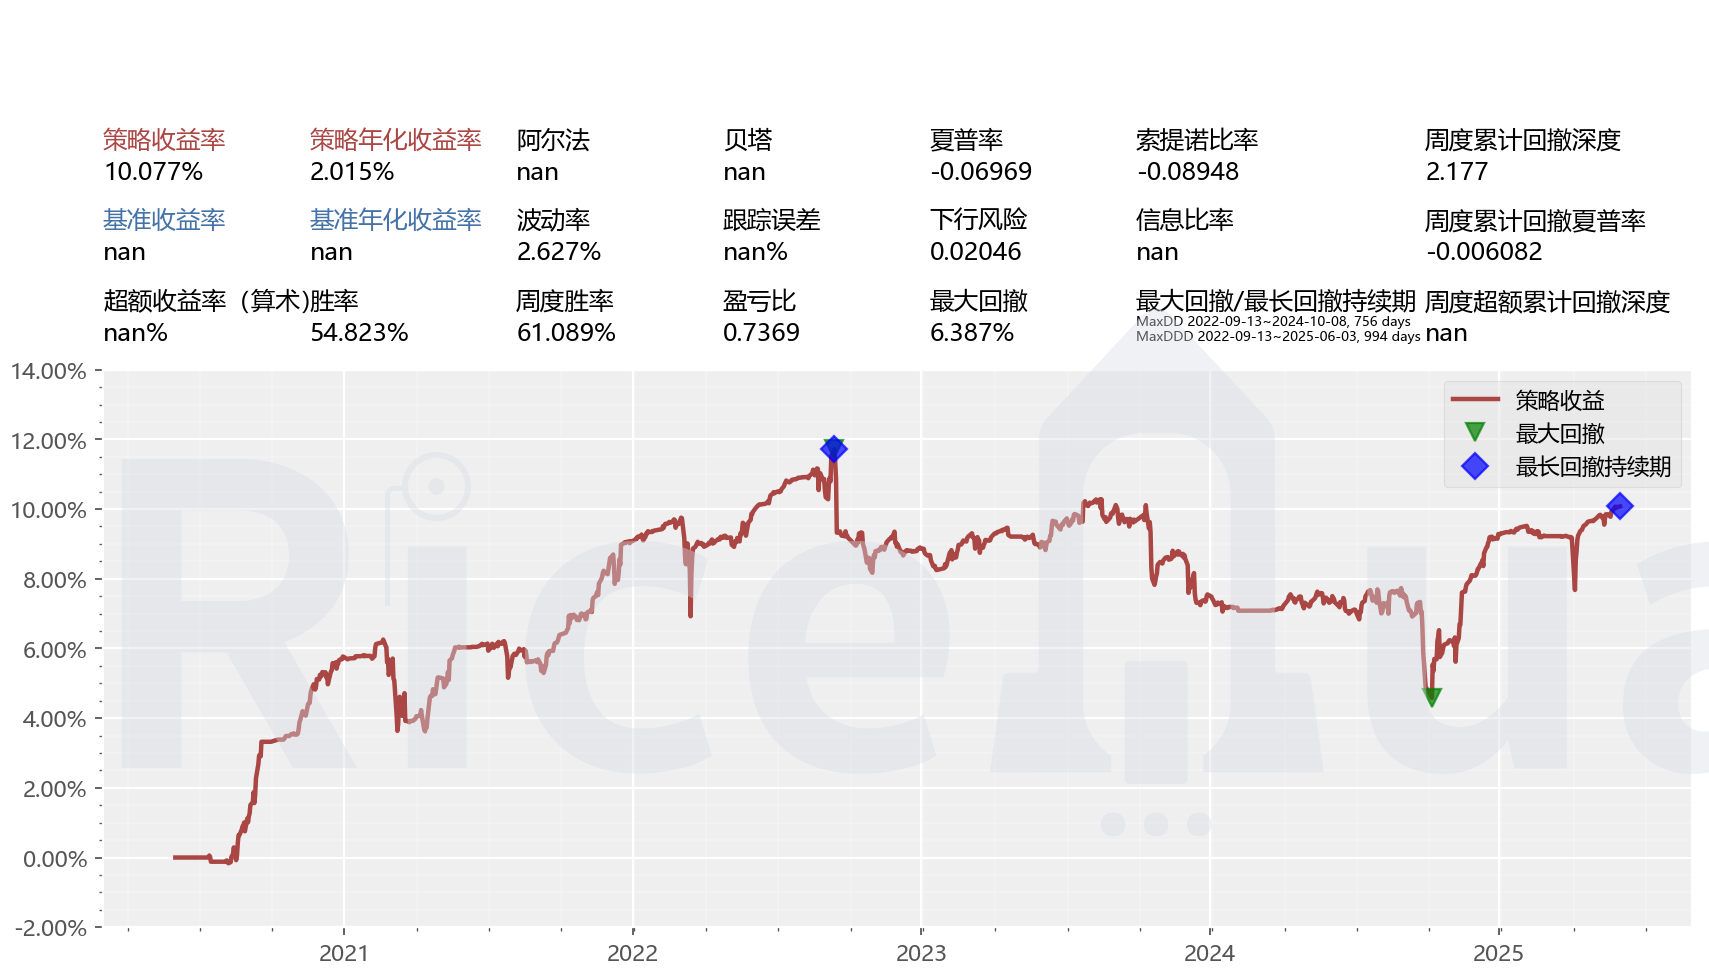 策略收益率 策略年化收益率 阿尔法 贝塔 夏普率 索提诺比率 周度累计回撤深度
10.077% 2.015% nan nan -0.06969 -0.08948 2.177
基准收益率 基准年化收益率 波动率 跟踪误差 下行风险 信息比率 周度累计回撤夏普率
nan nan 2.627% nan% 0.02046 nan -0.006082
超额收益率（算术）胜率 周度胜率 盈亏比 最大回撤 最大回撤/最长回撤持续期 周度超额累计回撤深度
nan% 54.823% 61.089% 0.7369 6.387% MaxDD 2022-09-13~2024-10-08, 756 days nan
MaxDDD 2022-09-13~2025-06-03, 994 days
14.00%
策略收益
12.00%
最大回撤
最长回撤持续期
10.00%
8.00%
6.00%
4.00%
2.00%
0.00%
-2.00%
2021 2022 2023 2024 2025
Rice ua